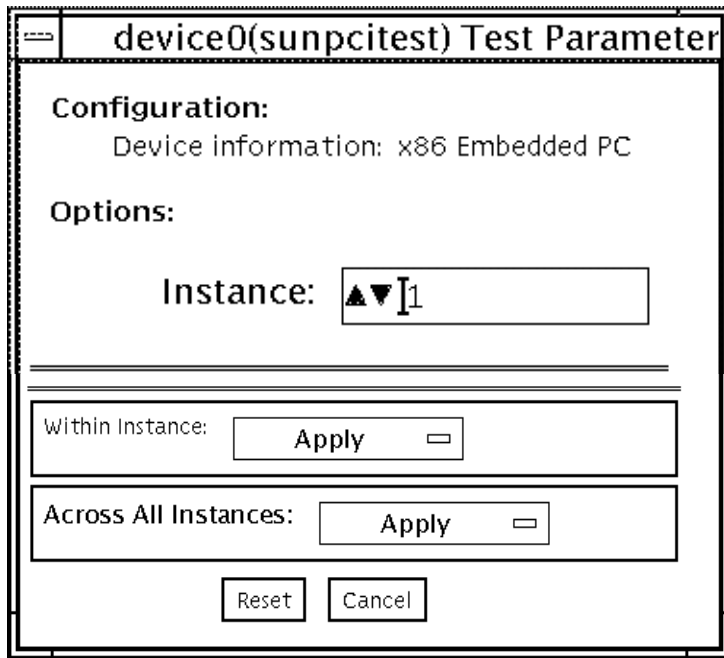 device0(sunpcitest) Test Parameter
Configuration:
Device information: x86 Embedded PC
Options:
Instance: 1
Within Instance: Apply
Across All Instances: Apply
Reset Cancel